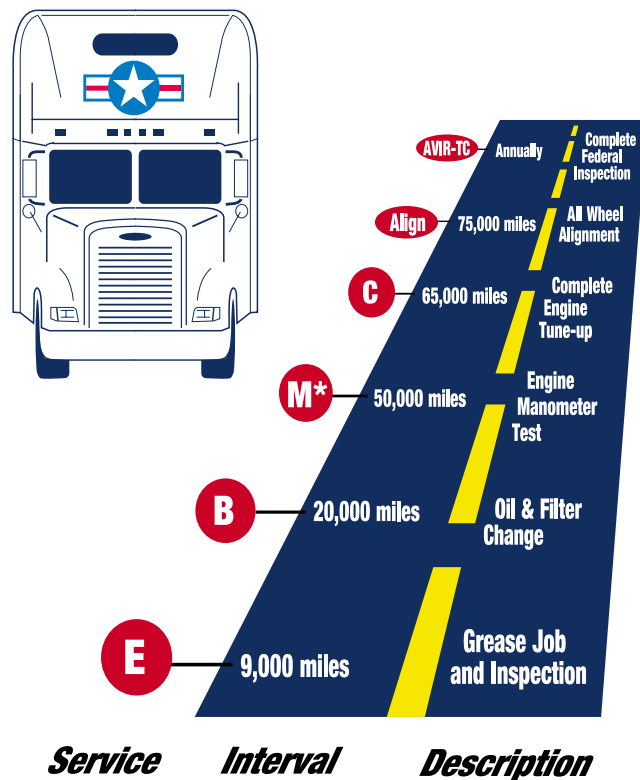 AVIR-TC
Annually
Complete
Federal
Inspection
Align
75,000 miles
All Wheel
Alignment
C
65,000 miles
Complete
Engine
Tune-up
M*
50,000 miles
Engine
Manometer
Test
B
20,000 miles
Oil & Filter
Change
E
9,000 miles
Grease Job
and Inspection
Service
Interval
Description